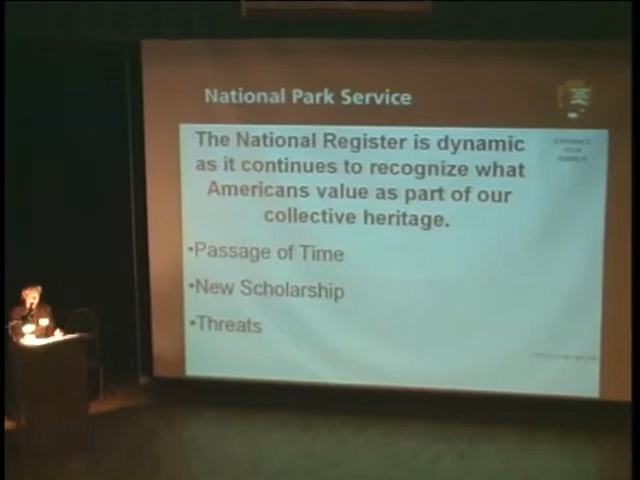 National Park Service
The National Register is dynamic
as it continues to recognize what
Americans value as part of our
collective heritage.
•Passage of Time
•New Scholarship
•Threats